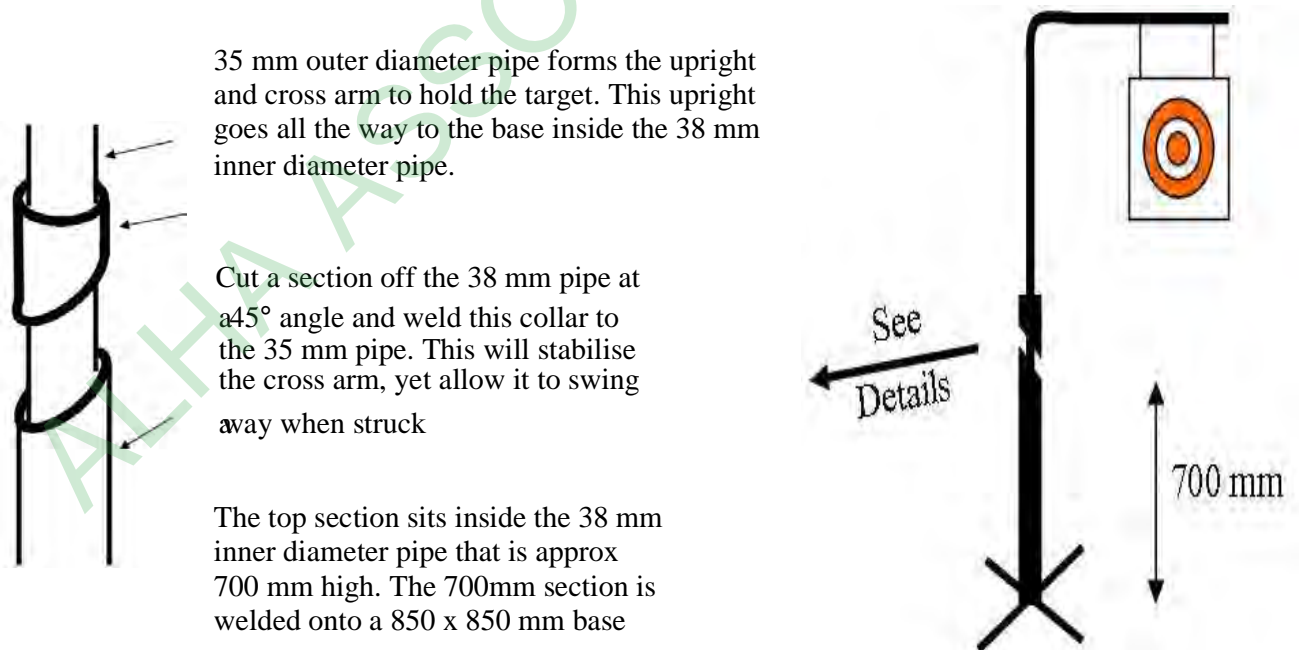 35 mm outer diameter pipe forms the upright
and cross arm to hold the target. This upright
goes all the way to the base inside the 38 mm
inner diameter pipe.
Cut a section off the 38 mm pipe at
a45° angle and weld this collar to
the 35 mm pipe. This will stabilise
the cross arm, yet allow it to swing
away when struck
The top section sits inside the 38 mm
inner diameter pipe that is approx
700 mm high. The 700mm section is
welded onto a 850 x 850 mm base
See
Details
700 mm
ALHA ASSO